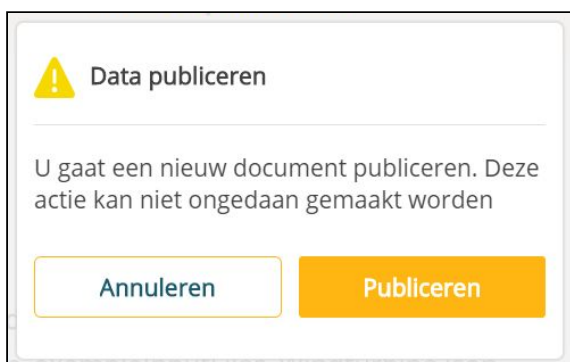 Data publiceren
U gaat een nieuw document publiceren. Deze
actie kan niet ongedaan gemaakt worden
Annuleren
Publiceren